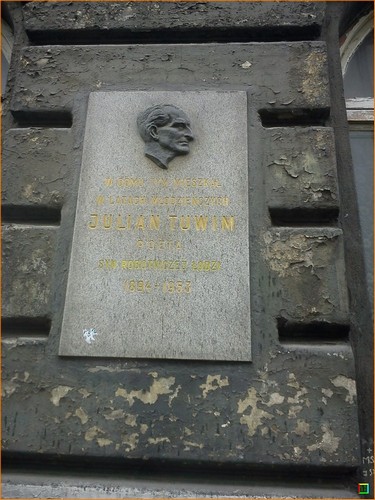 W DOMU TYM MIESZKAŁ
W LATACH MŁODZIEŃCZYCH
JULIAN TUWIM
POETA
SYN ROBOTNICZEJ ŁODZI
1894-1953